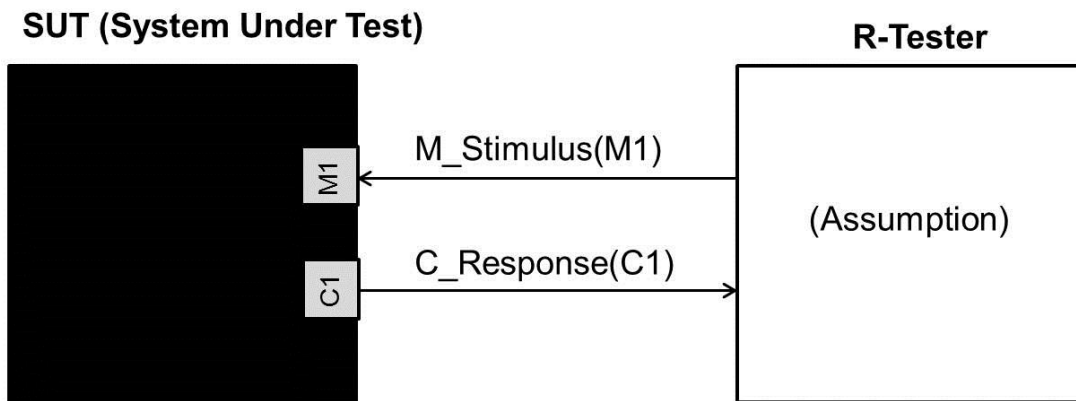 SUT (System Under Test)
R-Tester
M_Stimulus(M1)
M1
(Assumption)
C_Response(C1)
C1